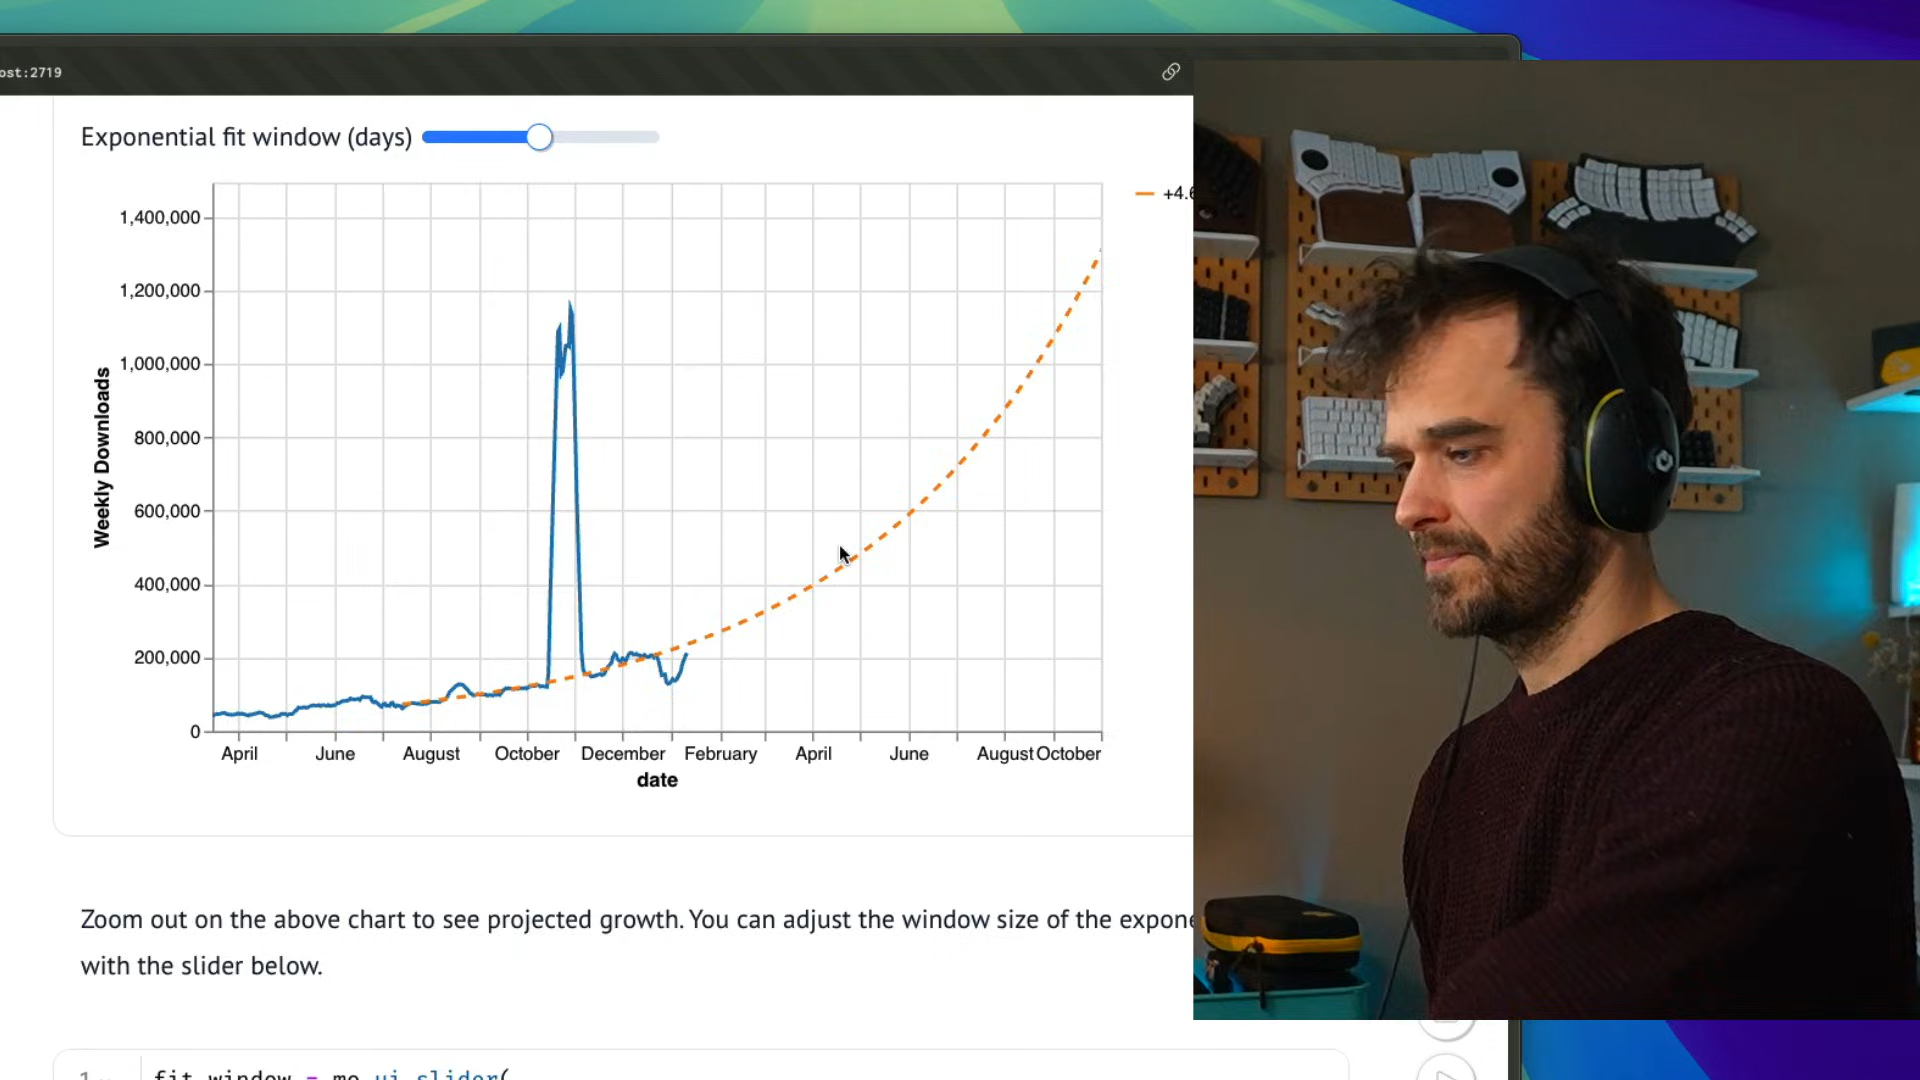 ost:2719
Exponential fit window (days)
+4.6
1,400,000
1,200,000
1,000,000
800,000
600,000
400,000
200,000
0
Weekly Downloads
April June August October December February April June August October
date
Zoom out on the above chart to see projected growth. You can adjust the window size of the expone
with the slider below.
1 fit_window = mo.ui.slider(